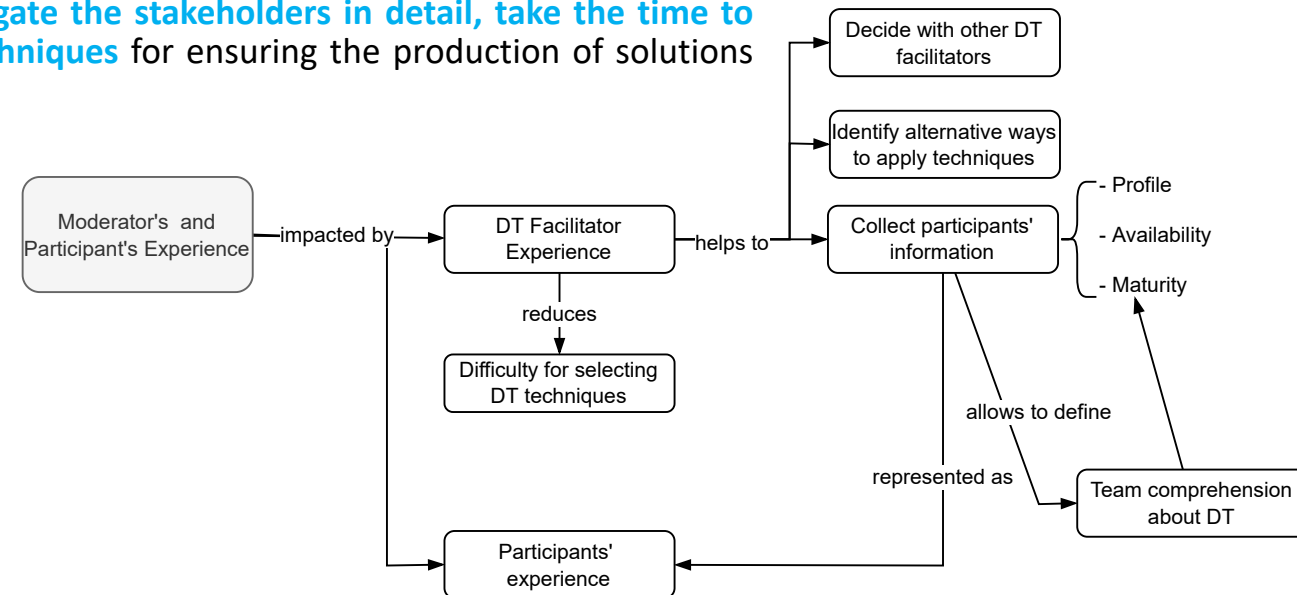 gate the stakeholders in detail, take the time to
hniques for ensuring the production of solutions
Decide with other DT
facilitators
Identify alternative ways
to apply techniques
Moderator's and
Participant's Experience
impacted by
DT Facilitator
Experience
helps to
Collect participants'
information
- Profile
- Availability
- Maturity
reduces
Difficulty for selecting
DT techniques
allows to define
represented as
Team comprehension
about DT
Participants'
experience